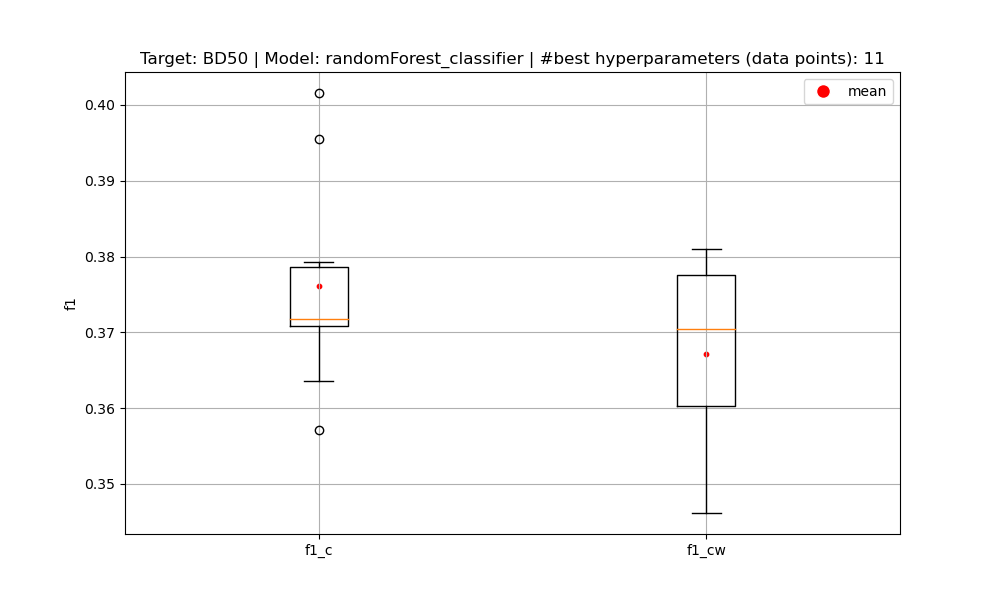 Target: BD50 | Model: randomForest_classifier | #best hyperparameters (data points): 11
mean
0.40
0.39
0.38
0.37
0.36
0.35
f1
f1_c
f1_cw